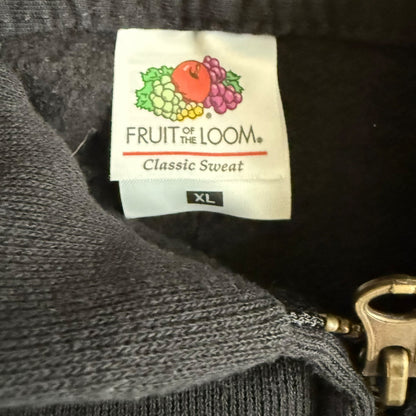 FRUIT OF THE LOOM®
Classic Sweat
XL